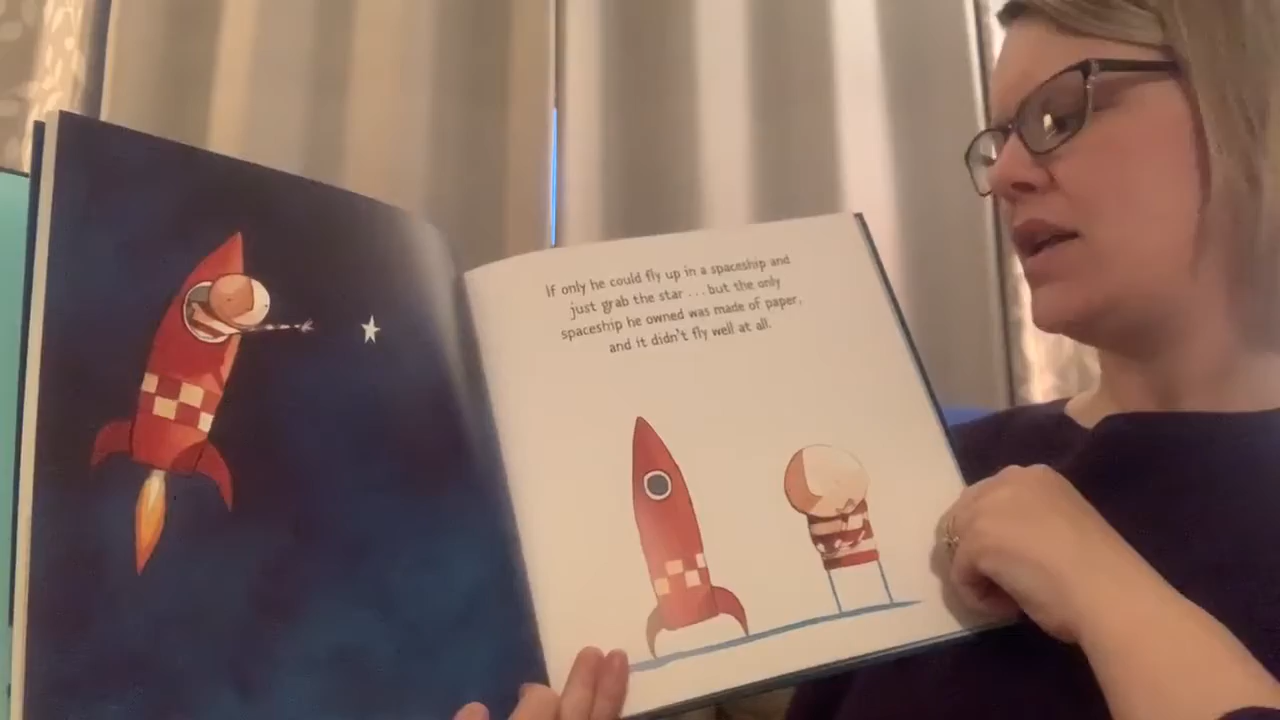 If only he could fly up in a spaceship and
just grab the star ... but the only
spaceship he owned was made of paper,
and it didn't fly well at all.